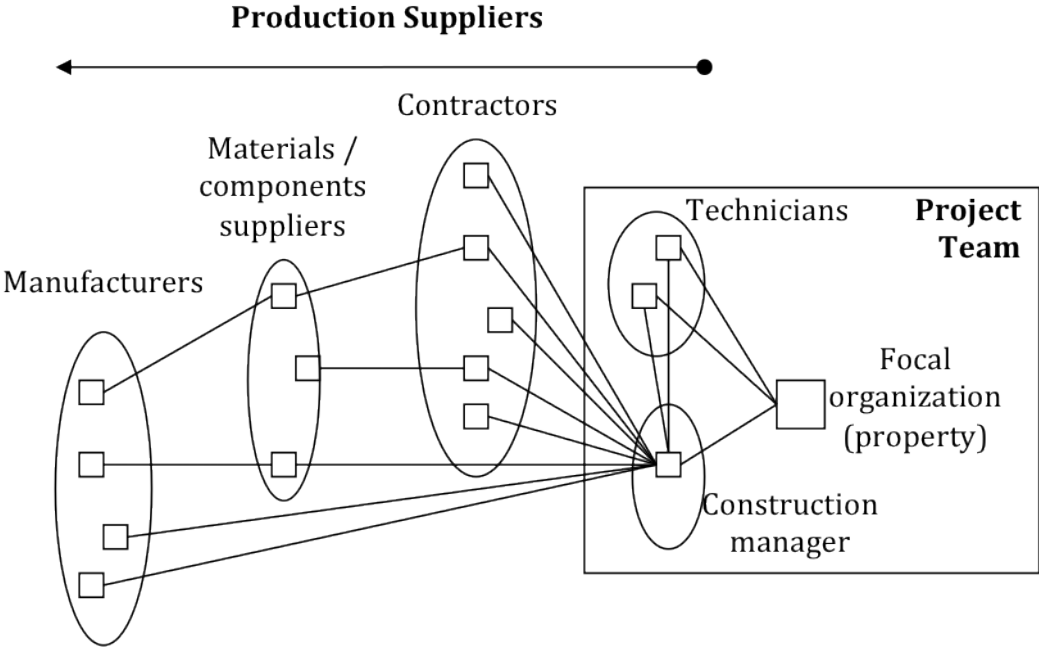 Production Suppliers
Contractors
Materials /
components
suppliers
Manufacturers
Technicians
Project
Team
Focal
organization
(property)
Construction
manager